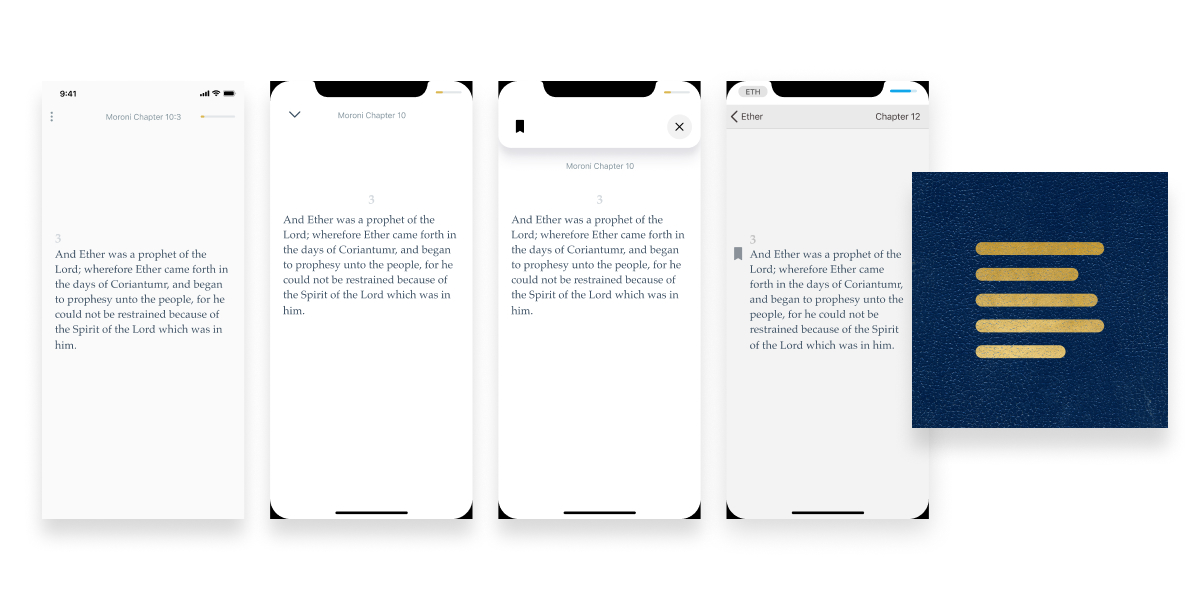 9:41
Moroni Chapter 10:3
3
And Ether was a prophet of the
Lord; wherefore Ether came forth in
the days of Coriantumr, and began
to prophesy unto the people, for he
could not be restrained because of
the Spirit of the Lord which was in
him.
Moroni Chapter 10
3
And Ether was a prophet of the
Lord; wherefore Ether came forth in
the days of Coriantumr, and began
to prophesy unto the people, for he
could not be restrained because of
the Spirit of the Lord which was in
him.
Moroni Chapter 10
3
And Ether was a prophet of the
Lord; wherefore Ether came forth in
the days of Coriantumr, and began
to prophesy unto the people, for he
could not be restrained because of
the Spirit of the Lord which was in
him.
ETH
Ether
Chapter 12
3
And Ether was a prophet of the
Lord; wherefore Ether came
forth in the days of Coriantumr,
and began to prophesy unto the
people, for he could not be
restrained because of the Spirit
of the Lord which was in him.